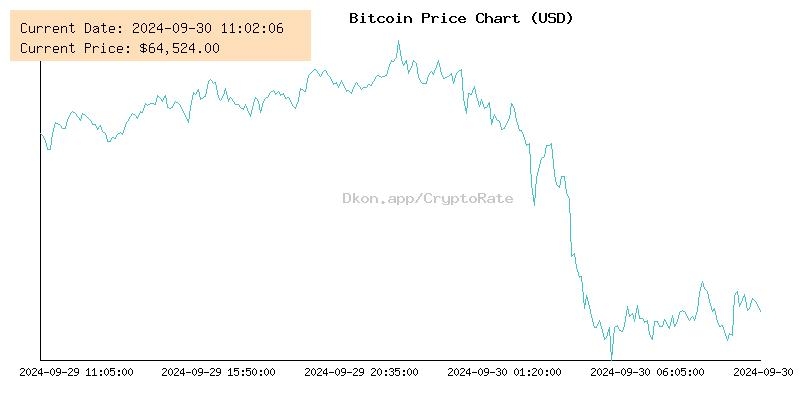 Bitcoin Price Chart (USD)
Current Date: 2024-09-30 11:02:06
Current Price: $64,524.00
Dkon.app/CryptoRate
2024-09-29 11:05:00 2024-09-29 15:50:00 2024-09-29 20:35:00 2024-09-30 01:20:00 2024-09-30 06:05:00 2024-09-30